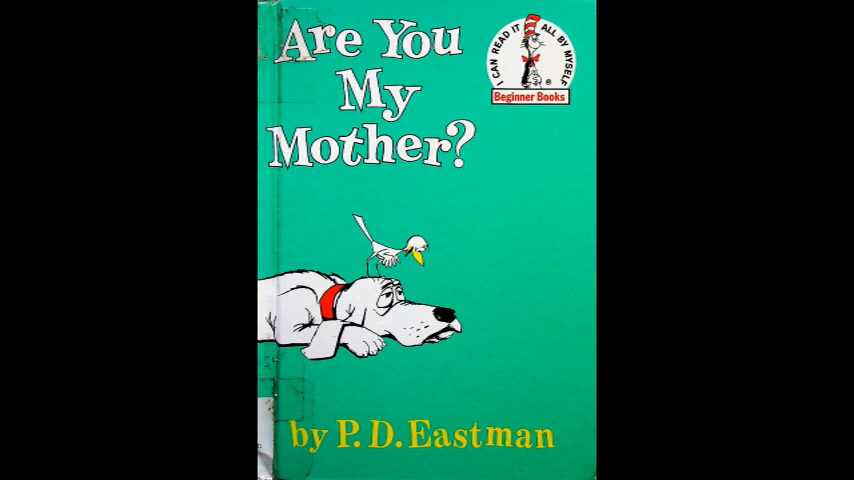 Are You
My
Mother?
I CAN READ IT ALL BY MYSELF
®
Beginner Books
by P. D. Eastman